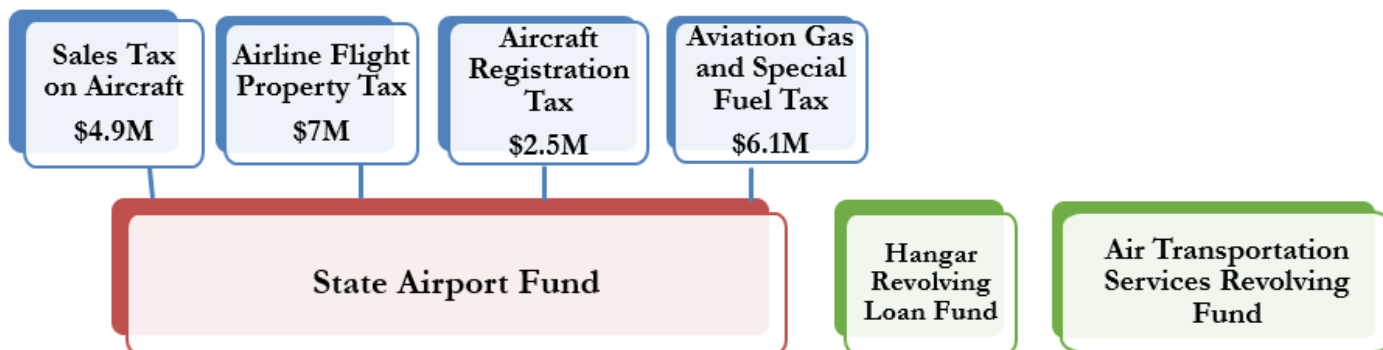 Sales Tax
on Aircraft
$4.9M
Airline Flight
Property Tax
$7M
Aircraft
Registration
Tax
$2.5M
Aviation Gas
and Special
Fuel Tax
$6.1M
State Airport Fund
Hangar
Revolving
Loan Fund
Air Transportation
Services Revolving
Fund